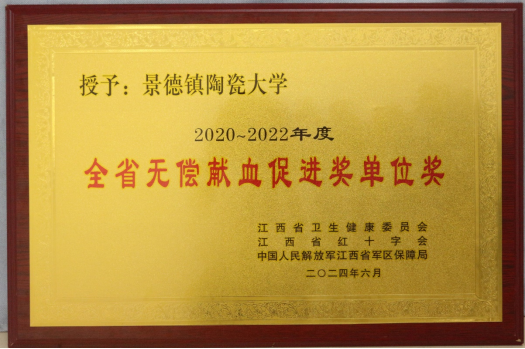 授予：景德镇陶瓷大学
2020~2022年度
全省无偿献血促进奖单位奖
江西省卫生健康委员会
江西省红十字会
中国人民解放军江西省军区保障局
二〇二四年六月